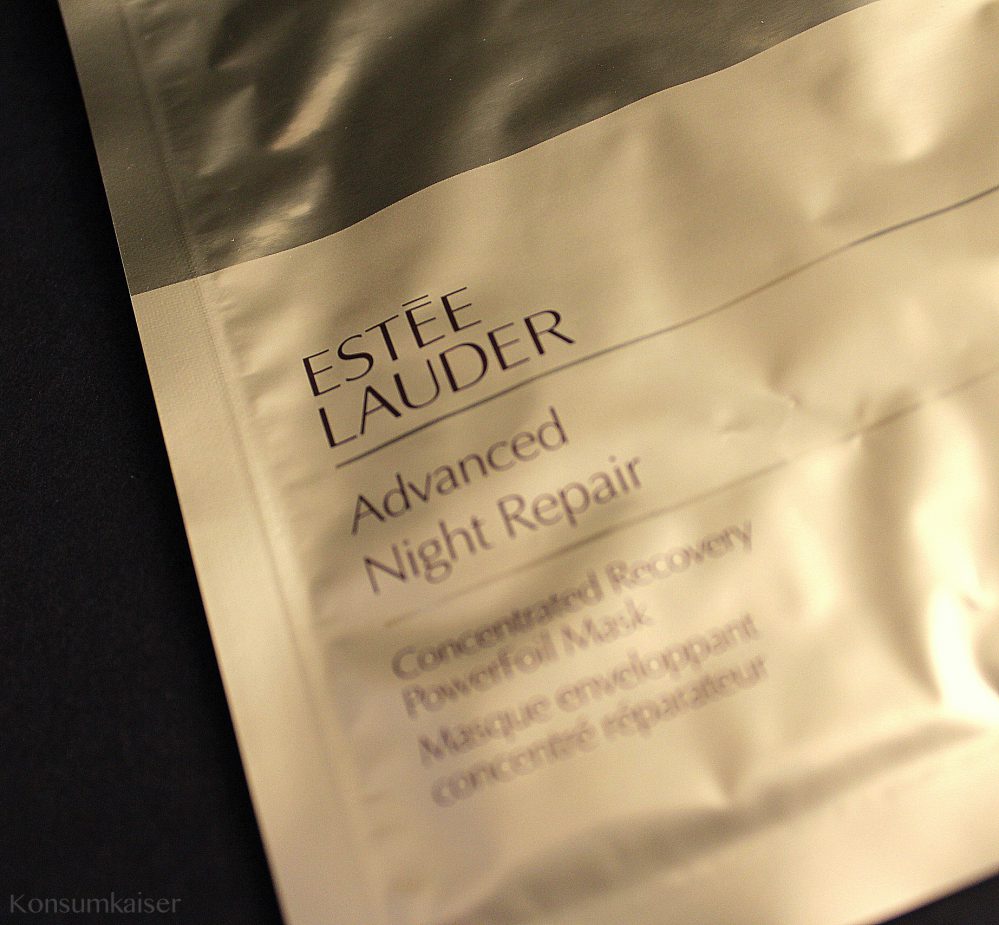 ESTĒE
LAUDER
Advanced
Night Repair
Concentrated Recovery
Powerfoil Mask
Masque enveloppant
concentré réparateur
Konsumkaiser